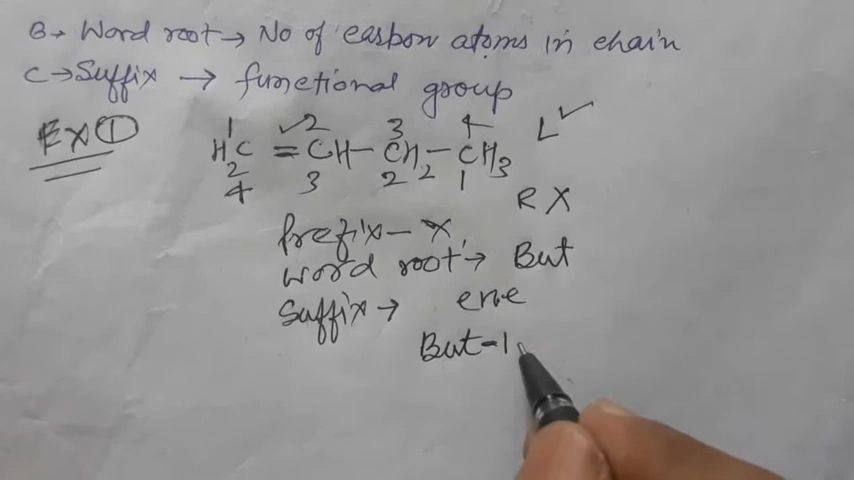 B→ Word root → No of carbon atoms in chain
C→ Suffix → functional group
EX ①
1 ✓ 2 3 4 L ✓
H₂C = CH – CH₂ – CH₃
4 3 2 1 R X
Prefix – X
word root → But
Suffix → ene
But-1